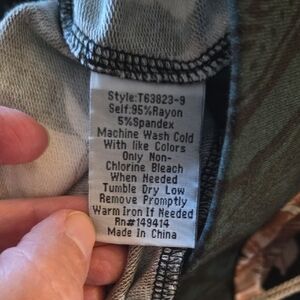 Style:T63823-9
Self:95%Rayon
5%Spandex
Machine Wash Cold
With like Colors
Only Non-
Chlorine Bleach
When Needed
Tumble Dry Low
Remove Promptly
Warm Iron If Needed
Rn#149414
Made In China